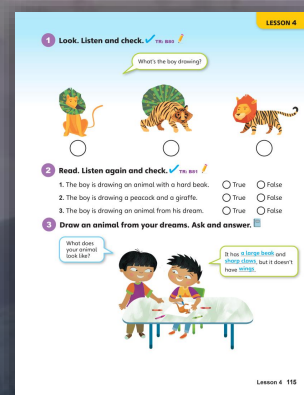 LESSON 4
1 Look. Listen and check. ✓ TR: B50
What's the boy drawing?
2 Read. Listen again and check. ✓ TR: B51
1. The boy is drawing an animal with a hard beak. True False
2. The boy is drawing a peacock and a giraffe. True False
3. The boy is drawing an animal from his dream. True False
3 Draw an animal from your dreams. Ask and answer.
What does
your animal
look like?
It has a large beak and
sharp claws, but it doesn't
have wings.
Lesson 4 115